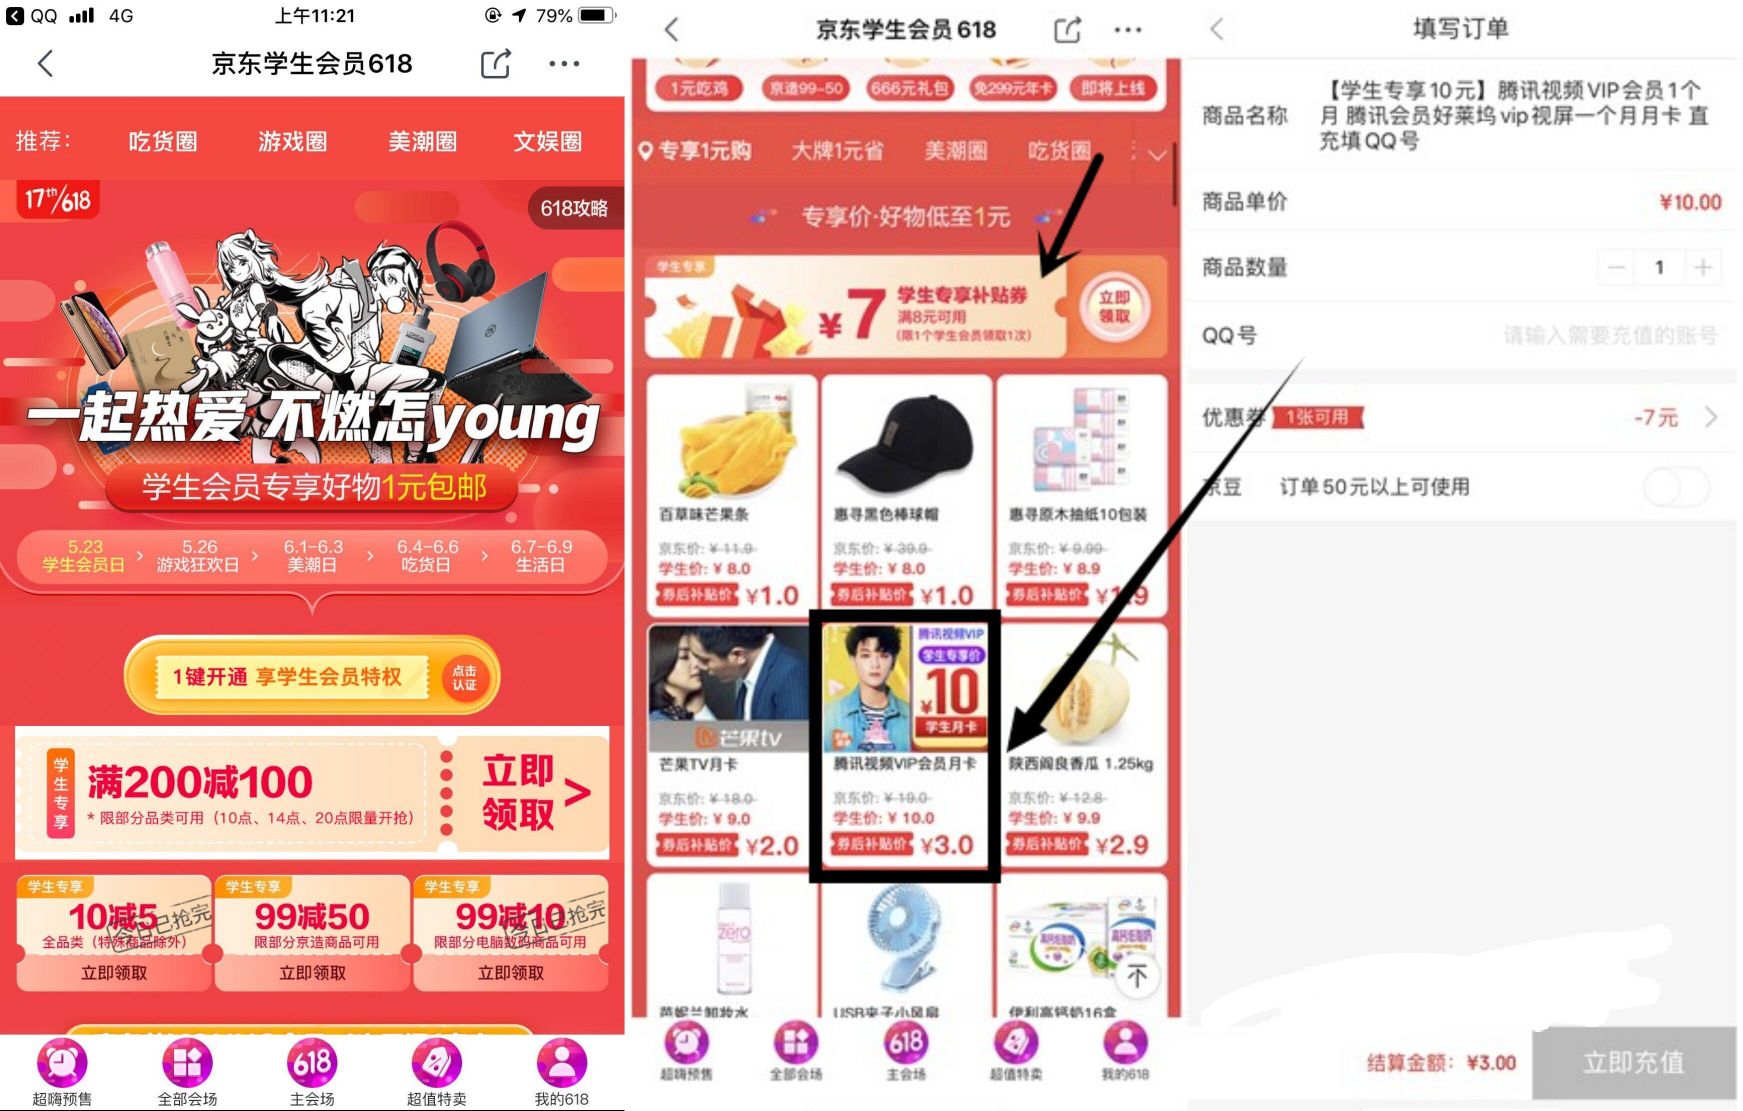 QQ 4G 上午11:21 79%
京东学生会员618
推荐: 吃货圈 游戏圈 美潮圈 文娱圈
17th/618
618攻略
一起热爱 不燃怎young
学生会员专享好物1元包邮
5.23 5.26 6.1-6.3 6.4-6.6 6.7-6.9
学生会员日 游戏狂欢日 美潮日 吃货日 生活日
1键开通 享学生会员特权
点击
认证
学生专享
满200减100
*限部分品类可用（10点、14点、20点限量开抢）
立即
领取 >
学生专享 学生专享 学生专享
10减5 99减50 99减10
今日已抢完 今日已抢完
全品类（特殊商品除外） 限部分京造商品可用 限部分电脑数码商品可用
立即领取 立即领取 立即领取
超嗨预售 全部会场 主会场 超值特卖 我的618
618
京东学生会员618
1元吃鸡 京造99-50 666元礼包 免299元年卡 即将上线
专享1元购 大牌1元省 美潮圈 吃货圈
专享价·好物低至1元
学生专享
¥7
学生专享补贴券
满8元可用
(限1个学生会员领取1次)
立即
领取
百草味芒果条 惠寻黑色棒球帽 惠寻原木抽纸10包装
京东价: ¥11.9 京东价: ¥39.9 京东价: ¥9.99
学生价: ¥8.0 学生价: ¥8.0 学生价: ¥8.9
券后补贴价 ¥1.0 券后补贴价 ¥1.0 券后补贴价 ¥1.9
芒果tv
腾讯视频VIP
学生专享价
¥10
学生月卡
芒果TV月卡 腾讯视频VIP会员月卡 陕西阎良香瓜 1.25kg
京东价: ¥18.0 京东价: ¥19.0 京东价: ¥12.8
学生价: ¥9.0 学生价: ¥10.0 学生价: ¥9.9
券后补贴价 ¥2.0 券后补贴价 ¥3.0 券后补贴价 ¥2.9
zero
芭妮兰卸妆水 USB夹子小风扇 伊利高钙奶16盒
超嗨预售 全部会场 主会场 超值特卖 我的618
618
填写订单
商品名称
【学生专享10元】腾讯视频VIP会员1个
月 腾讯会员好莱坞vip视屏一个月月卡 直
充填QQ号
商品单价 ¥10.00
商品数量 1
QQ号 请输入需要充值的账号
优惠券 1张可用 -7元
京豆 订单50元以上可使用
结算金额: ¥3.00 立即充值